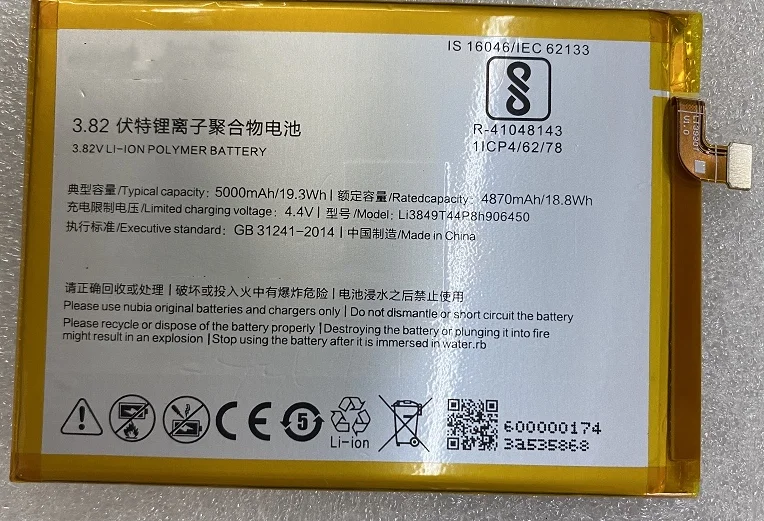 IS 16046/IEC 62133
R-41048143
1ICP4/62/78
3.82 伏特锂离子聚合物电池
3.82V LI-ION POLYMER BATTERY
典型容量/Typical capacity: 5000mAh/19.3Wh | 额定容量/Ratedcapacity: 4870mAh/18.8Wh
充电限制电压/Limited charging voltage: 4.4V | 型号/Model: Li3849T44P8h906450
执行标准/Executive standard: GB 31241-2014 | 中国制造/Made in China
请正确回收或处理 | 破坏或投入火中有爆炸危险 | 电池浸水之后禁止使用
Please use nubia original batteries and chargers only | Do not dismantle or short circuit the battery
Please recycle or dispose of the battery properly | Destroying the battery or plunging it into fire
might result in an explosion | Stop using the battery after it is immersed in water.rb
CE
5
Li-ion
600000174
3a535868
V1.0